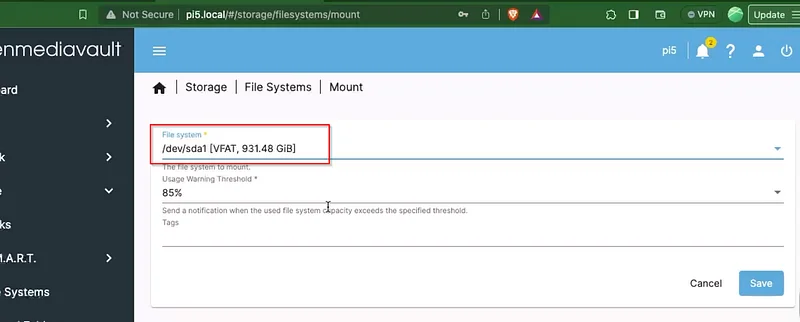 Not Secure pi5.local/#/storage/filesystems/mount VPN Update
enmediavault
pi5 2
ard
Storage | File Systems | Mount
File system *
/dev/sda1 [VFAT, 931.48 GiB]
k
The file system to mount.
Usage Warning Threshold *
e
85%
Send a notification when the used file system capacity exceeds the specified threshold.
ks
Tags
M.A.R.T.
Cancel Save
e Systems